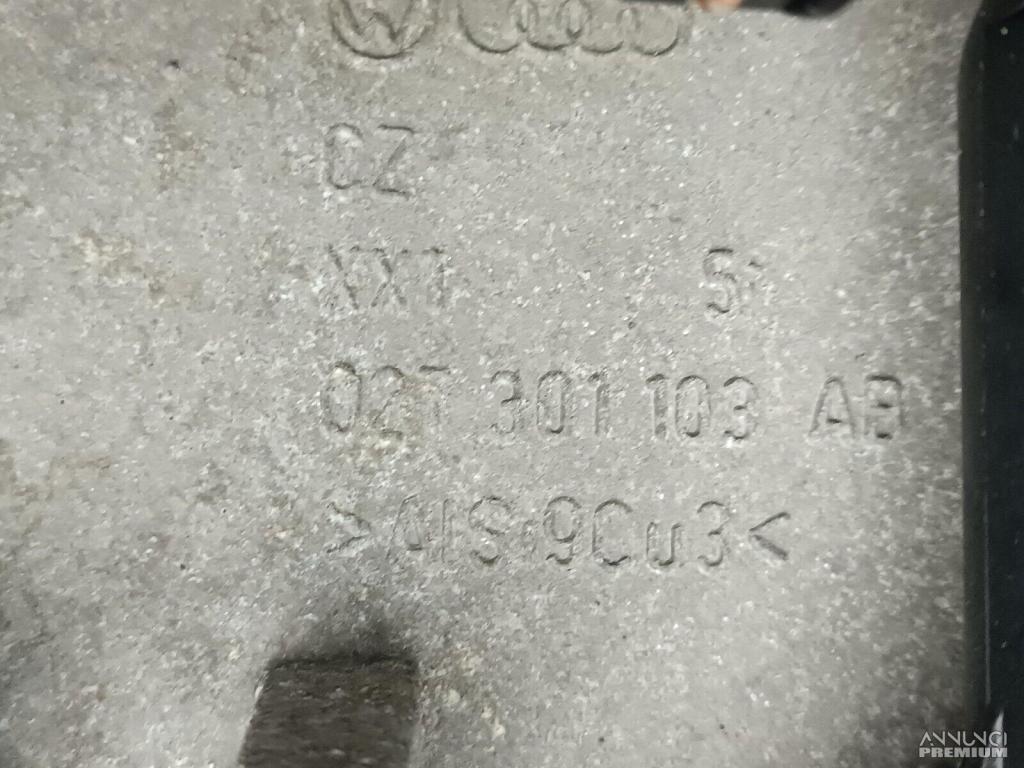 CZ
XX1 S
02T 301 103 AB
>AlSi9Cu3<
ANNUNCI
PREMIUM